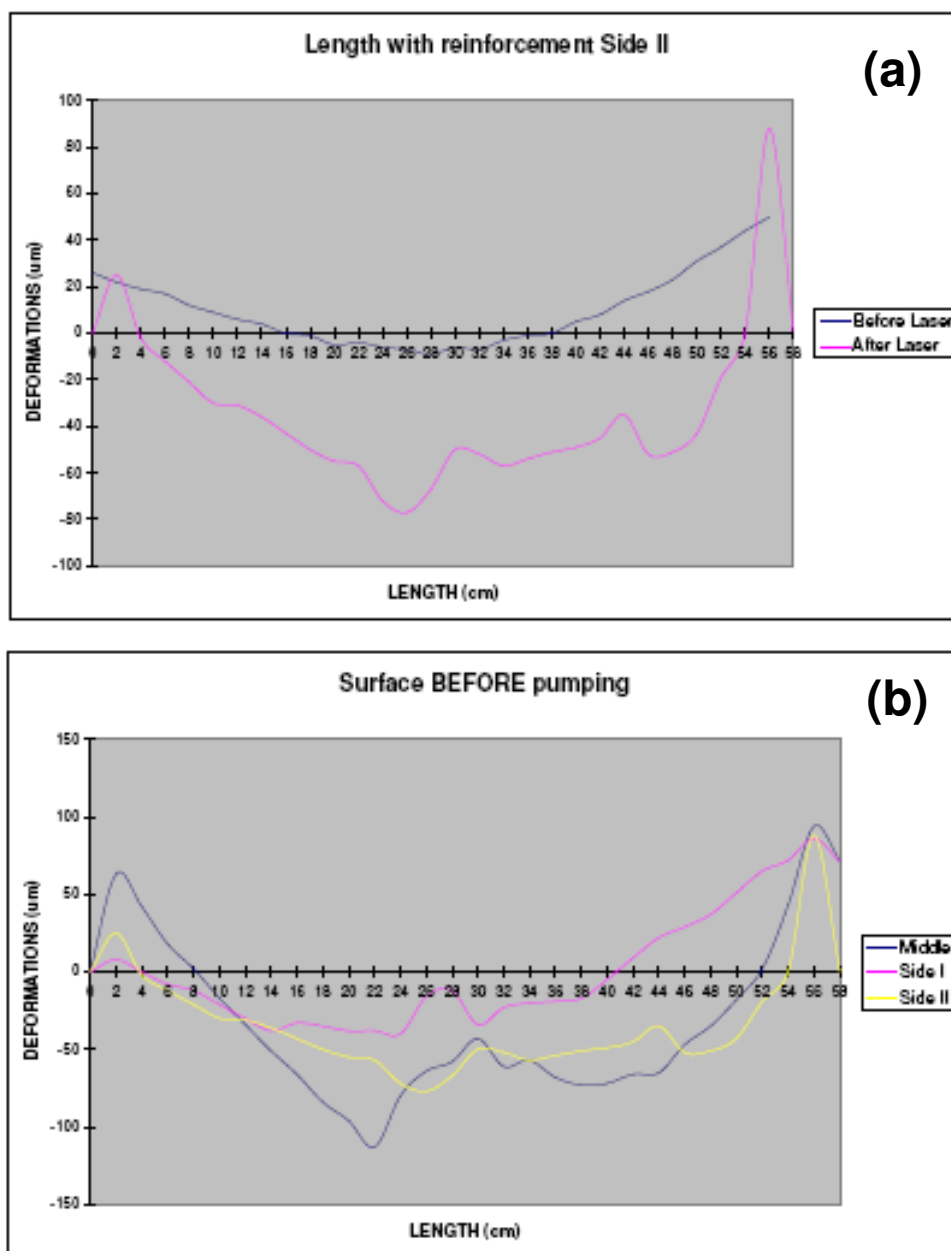 Length with reinforcement Side II
(a)
100
80
60
40
20
0
-20
-40
-60
-80
-100
DEFORMATIONS (um)
0 2 4 6 8 10 12 14 16 18 20 22 24 26 28 30 32 34 36 38 40 42 44 46 48 50 52 54 56 58
LENGTH (cm)
Before Laser
After Laser
Surface BEFORE pumping
(b)
150
100
50
0
-50
-100
-150
DEFORMATIONS (um)
0 2 4 6 8 10 12 14 16 18 20 22 24 26 28 30 32 34 36 38 40 42 44 46 48 50 52 54 56 58
LENGTH (cm)
Middle
Side I
Side II